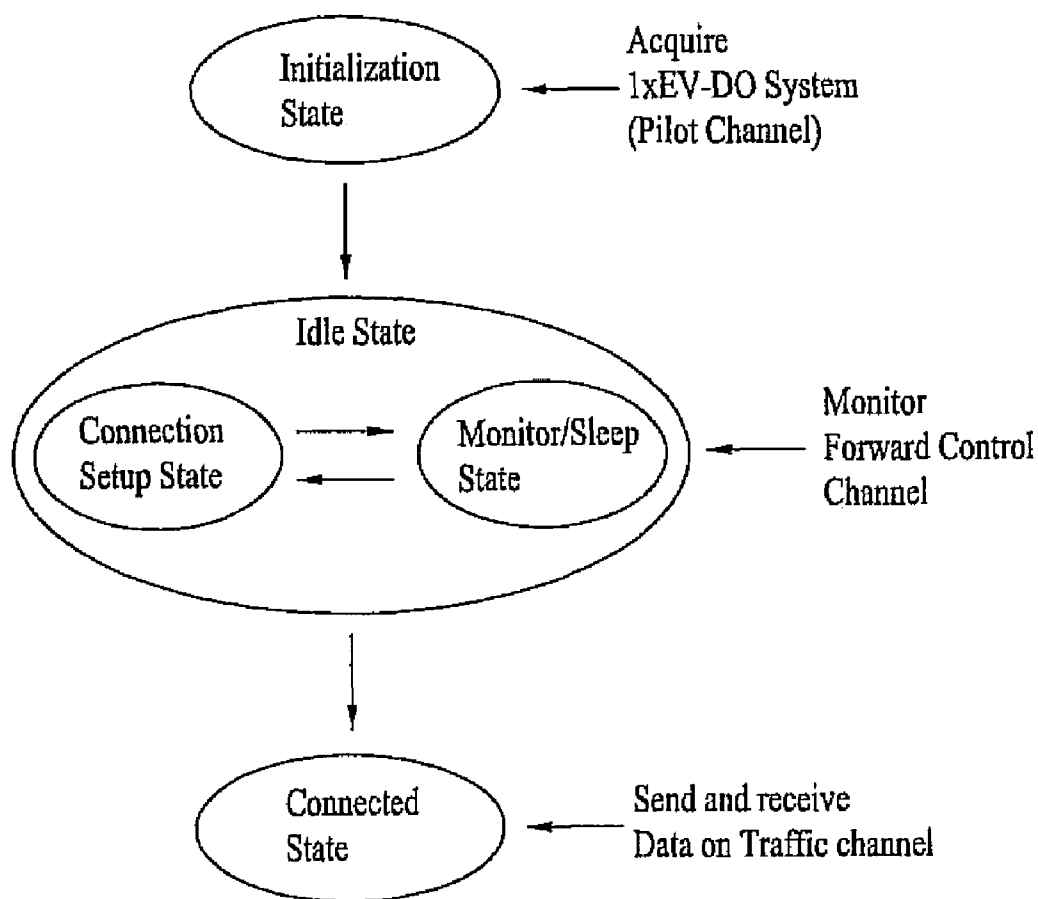 Initialization
State
Acquire
1xEV-DO System
(Pilot Channel)
Idle State
Connection
Setup State
Monitor/Sleep
State
Monitor
Forward Control
Channel
Connected
State
Send and receive
Data on Traffic channel